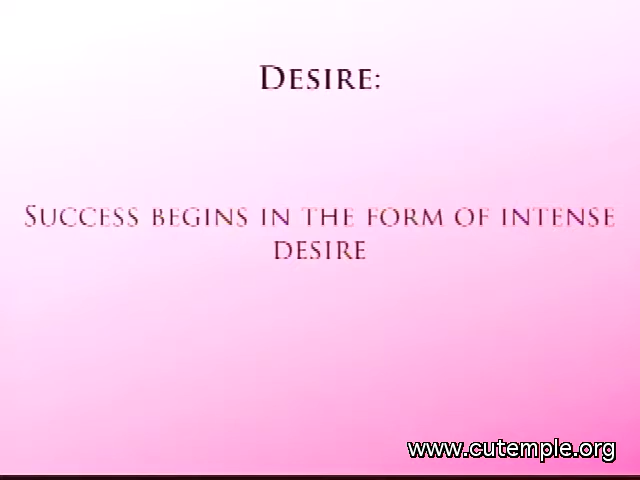 Desire:
Success begins in the form of intense
desire
www.cutemple.org